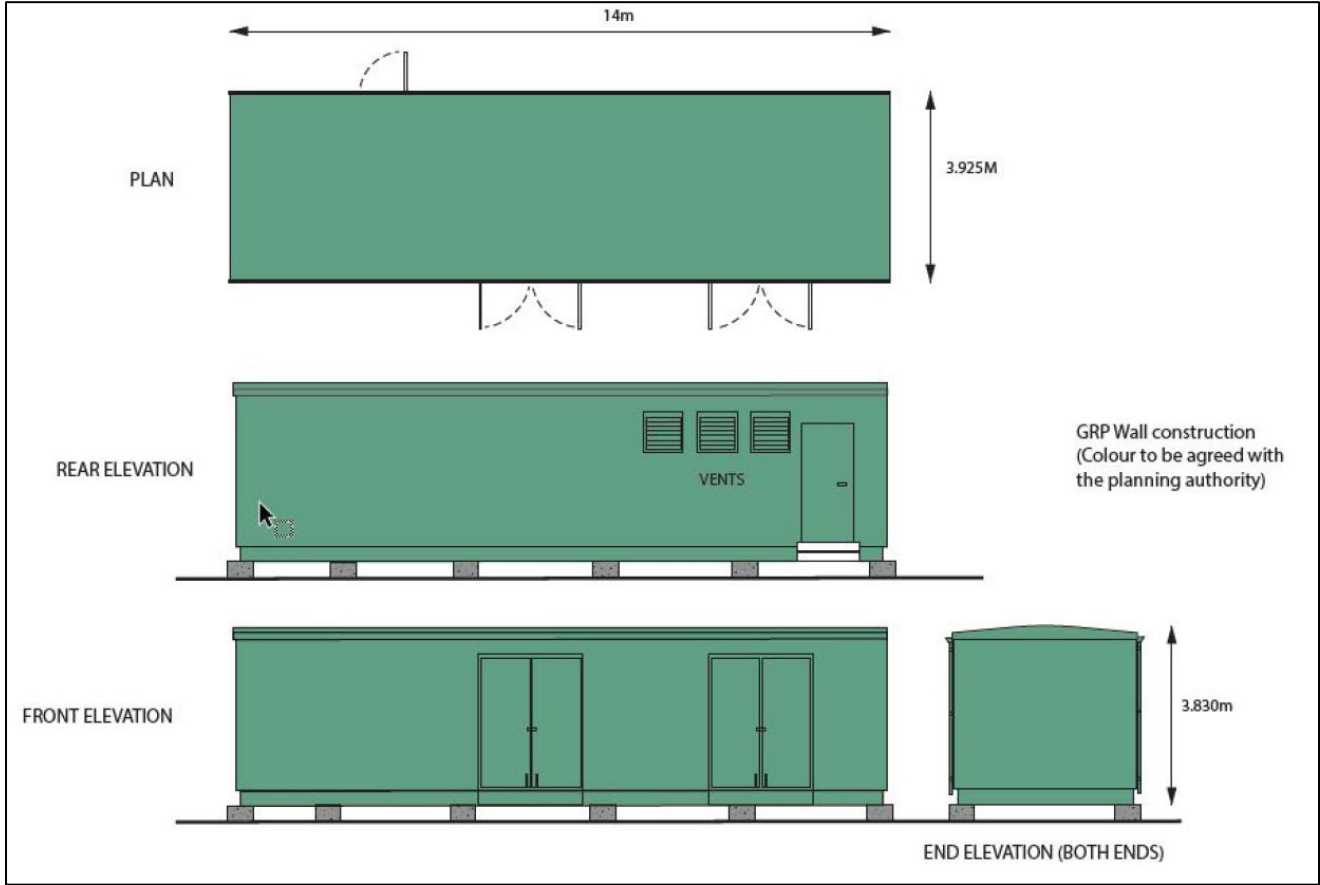 14m
PLAN
3.925M
REAR ELEVATION
VENTS
GRP Wall construction
(Colour to be agreed with
the planning authority)
FRONT ELEVATION
3.830m
END ELEVATION (BOTH ENDS)